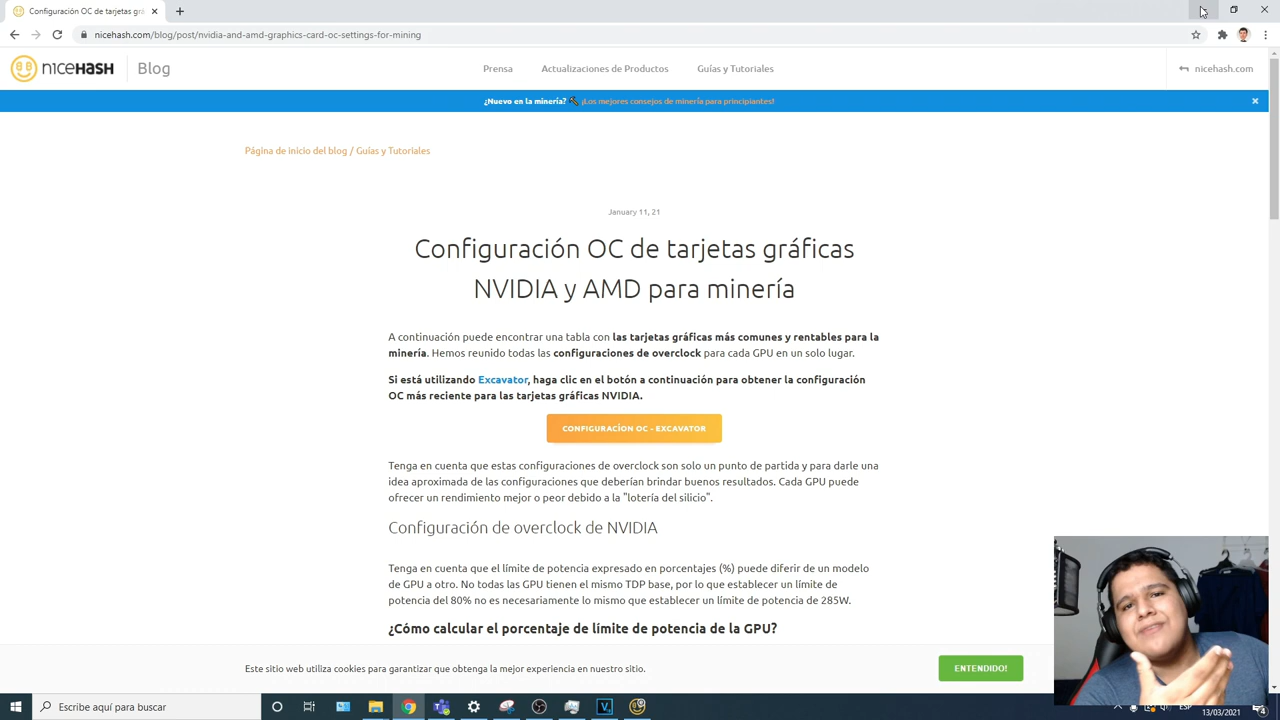 Configuración OC de tarjetas grá
nicehash.com/blog/post/nvidia-and-amd-graphics-card-oc-settings-for-mining
niceHASH
Blog
Prensa
Actualizaciones de Productos
Guías y Tutoriales
nicehash.com
¿Nuevo en la minería? ¡Los mejores consejos de minería para principiantes!
Página de inicio del blog / Guías y Tutoriales
January 11, 21
Configuración OC de tarjetas gráficas
NVIDIA y AMD para minería
A continuación puede encontrar una tabla con las tarjetas gráficas más comunes y rentables para la
minería. Hemos reunido todas las configuraciones de overclock para cada GPU en un solo lugar.
Si está utilizando Excavator, haga clic en el botón a continuación para obtener la configuración
OC más reciente para las tarjetas gráficas NVIDIA.
CONFIGURACÍON OC - EXCAVATOR
Tenga en cuenta que estas configuraciones de overclock son solo un punto de partida y para darle una
idea aproximada de las configuraciones que deberían brindar buenos resultados. Cada GPU puede
ofrecer un rendimiento mejor o peor debido a la "lotería del silicio".
Configuración de overclock de NVIDIA
Tenga en cuenta que el límite de potencia expresado en porcentajes (%) puede diferir de un modelo
de GPU a otro. No todas las GPU tienen el mismo TDP base, por lo que establecer un límite de
potencia del 80% no es necesariamente lo mismo que establecer un límite de potencia de 285W.
¿Cómo calcular el porcentaje de límite de potencia de la GPU?
Este sitio web utiliza cookies para garantizar que obtenga la mejor experiencia en nuestro sitio.
ENTENDIDO!
Escribe aquí para buscar
ESP
13/03/2021
4